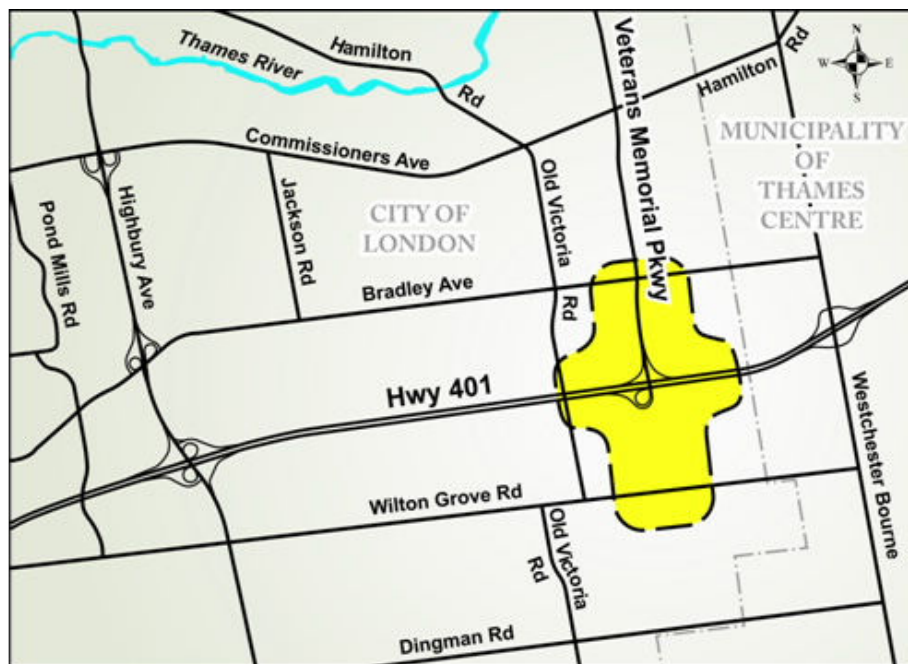 Thames River
Hamilton
Rd
Veterans Memorial Pkwy
Hamilton
Rd
N
W
E
S
Commissioners Ave
MUNICIPALITY
OF
THAMES
CENTRE
Pond Mills Rd
Highbury Ave
Jackson Rd
CITY OF
LONDON
Old Victoria
Rd
Bradley Ave
Hwy 401
Westchester Bourne
Wilton Grove Rd
Old Victoria
Rd
Dingman Rd